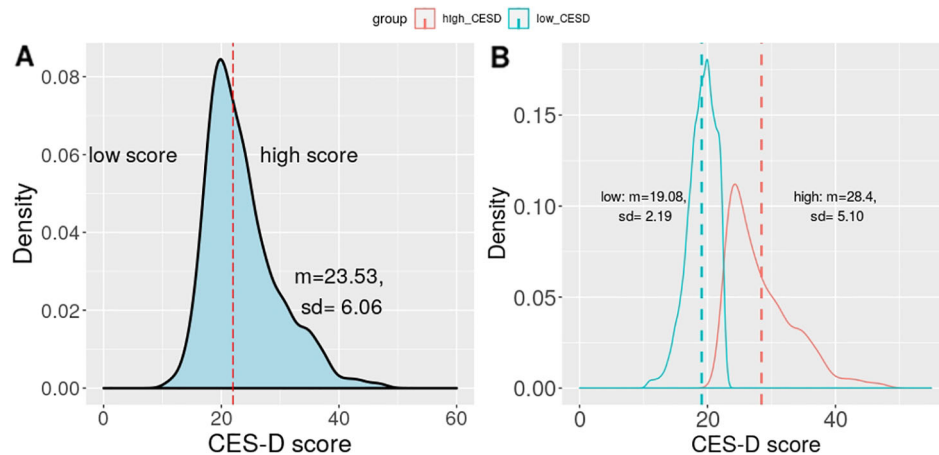 group high_CESD low_CESD
A
B
0.08
0.06
0.04
0.02
0.00
Density
low score
high score
m=23.53,
sd= 6.06
0 20 40 60
CES-D score
0.15
0.10
0.05
0.00
Density
low: m=19.08,
sd= 2.19
high: m=28.4,
sd= 5.10
0 20 40
CES-D score